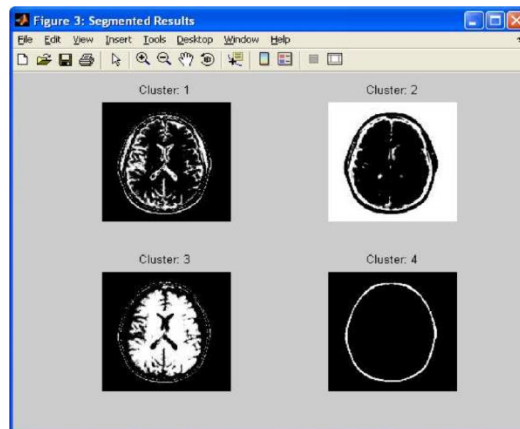 Figure 3: Segmented Results
File Edit View Insert Tools Desktop Window Help
Cluster: 1
Cluster: 2
Cluster: 3
Cluster: 4